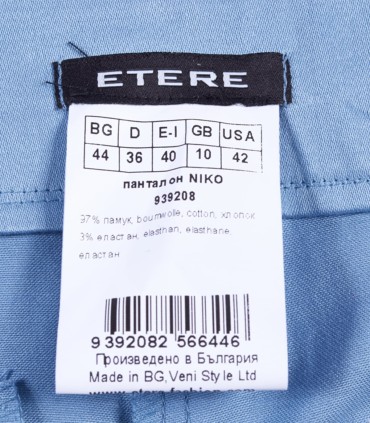 ETERE
BG D E-I GB USA
44 36 40 10 42
панталон NIKO
939208
97% памук, boumwolle, cotton, хлопок
3% еластан, elasthan, elasthane,
еластан
9 392082 566446
Произведено в България
Made in BG, Veni Style Ltd